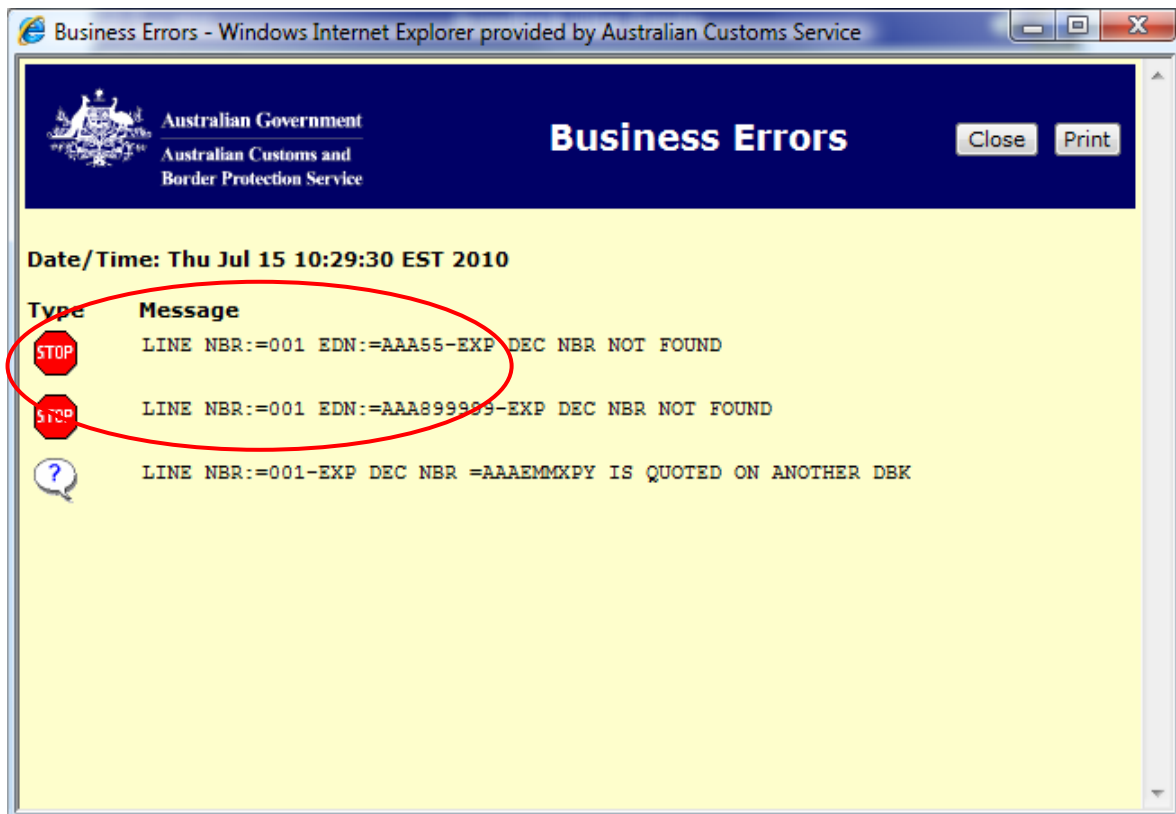 Business Errors - Windows Internet Explorer provided by Australian Customs Service
Australian Government
Australian Customs and
Border Protection Service
Business Errors
Close Print
Date/Time: Thu Jul 15 10:29:30 EST 2010
Type Message
STOP LINE NBR:=001 EDN:=AAA55-EXP DEC NBR NOT FOUND
STOP LINE NBR:=001 EDN:=AAA899999-EXP DEC NBR NOT FOUND
? LINE NBR:=001-EXP DEC NBR =AAAEMMXPY IS QUOTED ON ANOTHER DBK